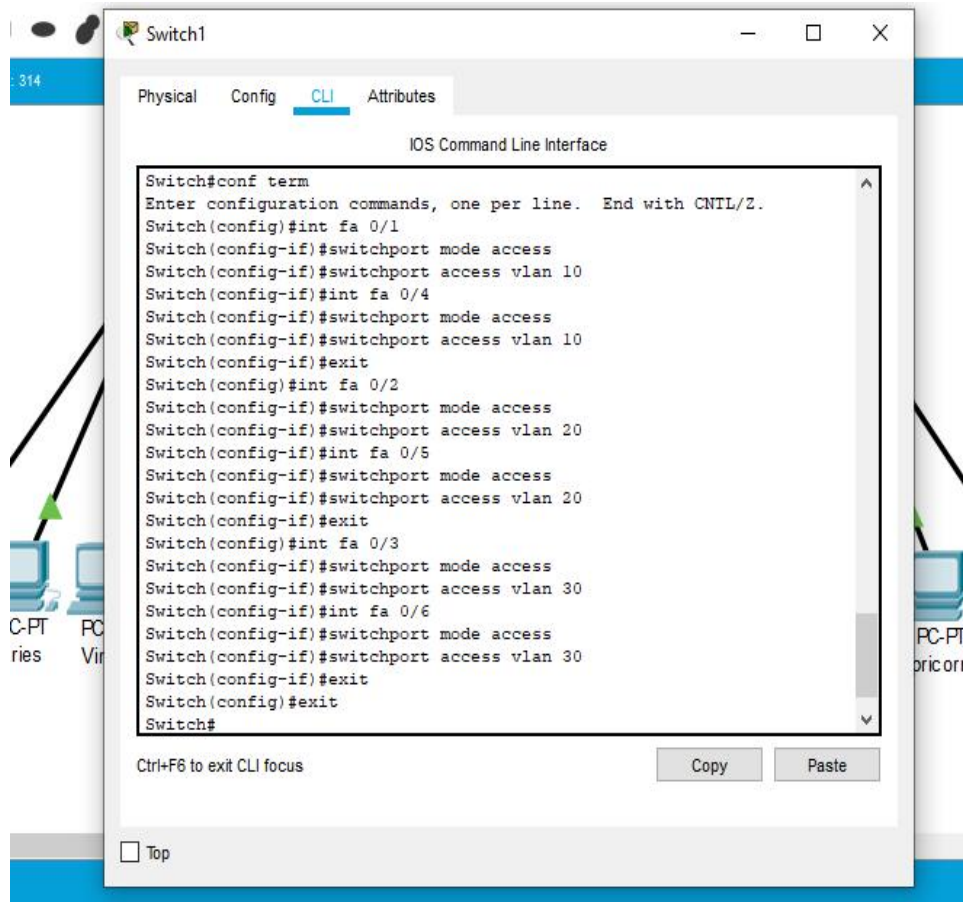 Switch1
: 314
Physical Config CLI Attributes
IOS Command Line Interface
Switch#conf term
Enter configuration commands, one per line. End with CNTL/Z.
Switch(config)#int fa 0/1
Switch(config-if)#switchport mode access
Switch(config-if)#switchport access vlan 10
Switch(config-if)#int fa 0/4
Switch(config-if)#switchport mode access
Switch(config-if)#switchport access vlan 10
Switch(config-if)#exit
Switch(config)#int fa 0/2
Switch(config-if)#switchport mode access
Switch(config-if)#switchport access vlan 20
Switch(config-if)#int fa 0/5
Switch(config-if)#switchport mode access
Switch(config-if)#switchport access vlan 20
Switch(config-if)#exit
Switch(config)#int fa 0/3
Switch(config-if)#switchport mode access
Switch(config-if)#switchport access vlan 30
Switch(config-if)#int fa 0/6
Switch(config-if)#switchport mode access
Switch(config-if)#switchport access vlan 30
Switch(config-if)#exit
Switch(config)#exit
Switch#
C-PT
ries
PC
Vir
PC-PT
pricorr
Ctrl+F6 to exit CLI focus
Copy
Paste
Top